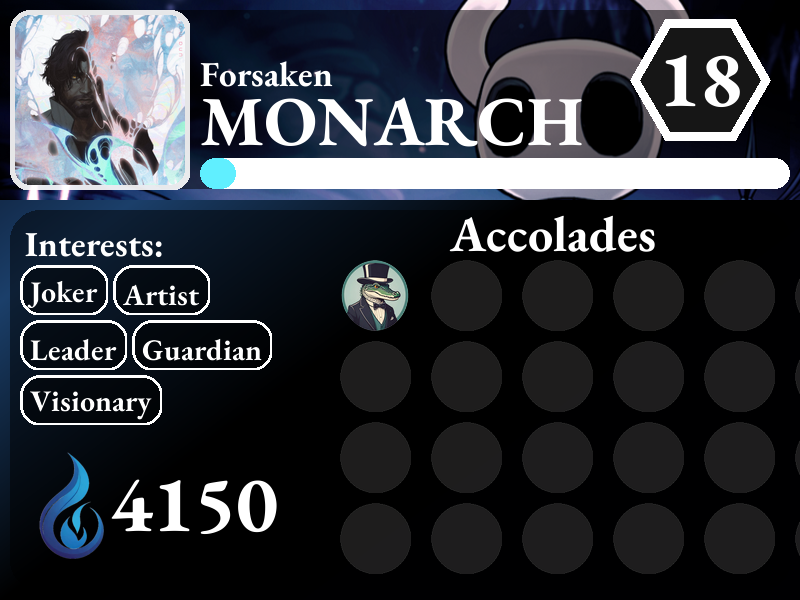 Forsaken
MONARCH
18
Accolades
Interests:
Joker Artist
Leader Guardian
Visionary
4150